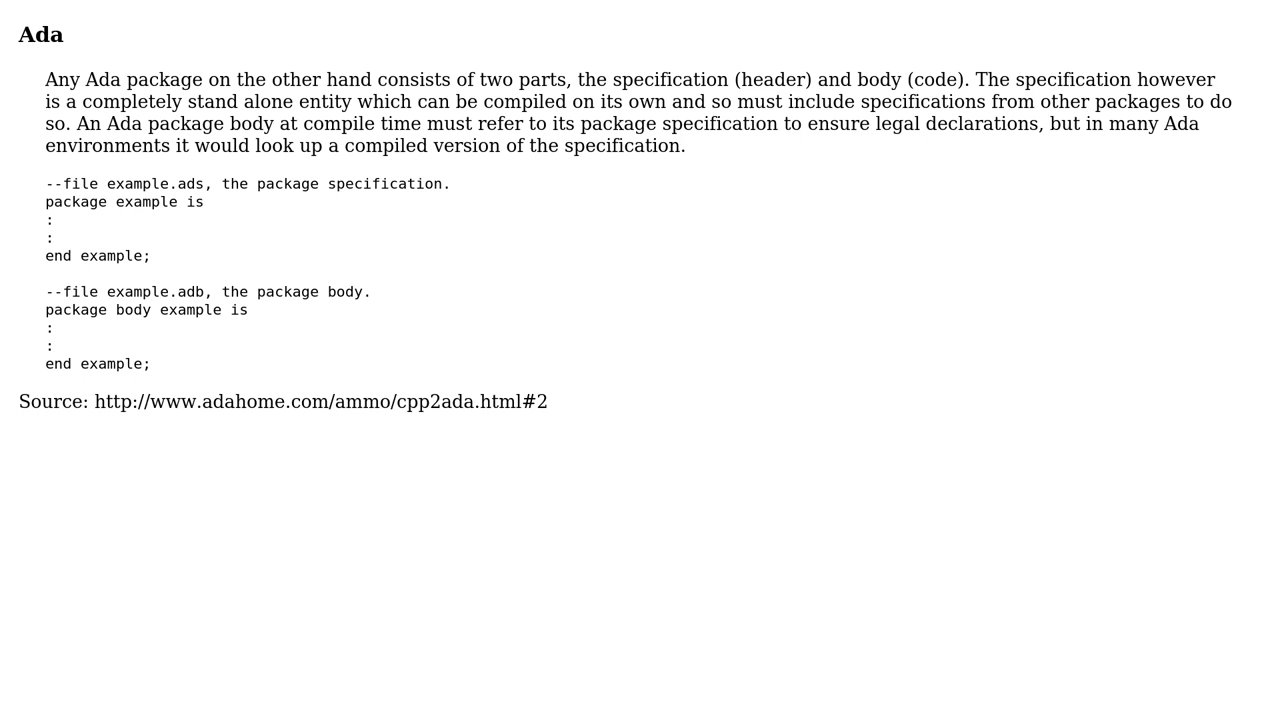 Ada
Any Ada package on the other hand consists of two parts, the specification (header) and body (code). The specification however
is a completely stand alone entity which can be compiled on its own and so must include specifications from other packages to do
so. An Ada package body at compile time must refer to its package specification to ensure legal declarations, but in many Ada
environments it would look up a compiled version of the specification.
--file example.ads, the package specification.
package example is
:
:
end example;
--file example.adb, the package body.
package body example is
:
:
end example;
Source: http://www.adahome.com/ammo/cpp2ada.html#2